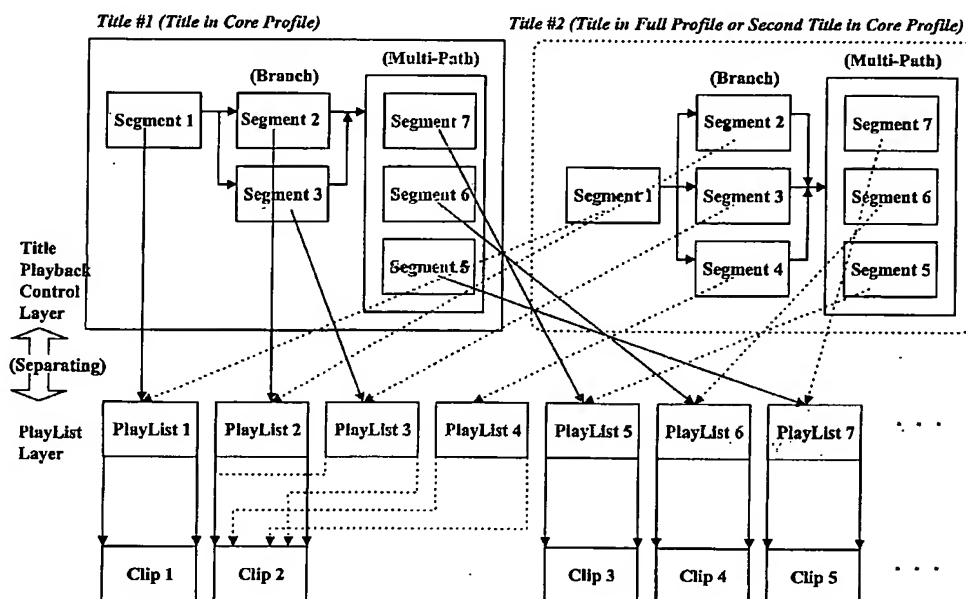 Title #1 (Title in Core Profile)
Title #2 (Title in Full Profile or Second Title in Core Profile)
(Branch)
(Multi-Path)
Segment 1
Segment 2
Segment 3
Segment 7
Segment 6
Segment 5
(Branch)
(Multi-Path)
Segment 1
Segment 2
Segment 3
Segment 4
Segment 7
Segment 6
Segment 5
Title
Playback
Control
Layer
(Separating)
PlayList
Layer
PlayList 1
PlayList 2
PlayList 3
PlayList 4
PlayList 5
PlayList 6
PlayList 7
. . .
Clip 1
Clip 2
Clip 3
Clip 4
Clip 5
. . .